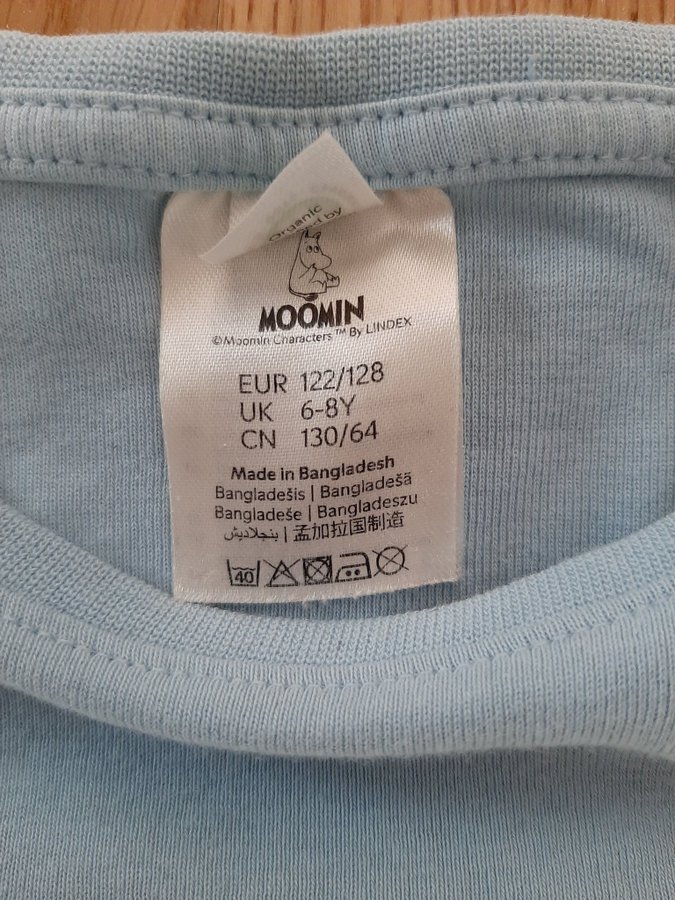 Organic
by
MOOMIN
©Moomin Characters™ By LINDEX
EUR 122/128
UK 6-8Y
CN 130/64
Made in Bangladesh
Bangladešis | Bangladešā
Bangladeše | Bangladeszu
بنجلاديش | 孟加拉国制造
40